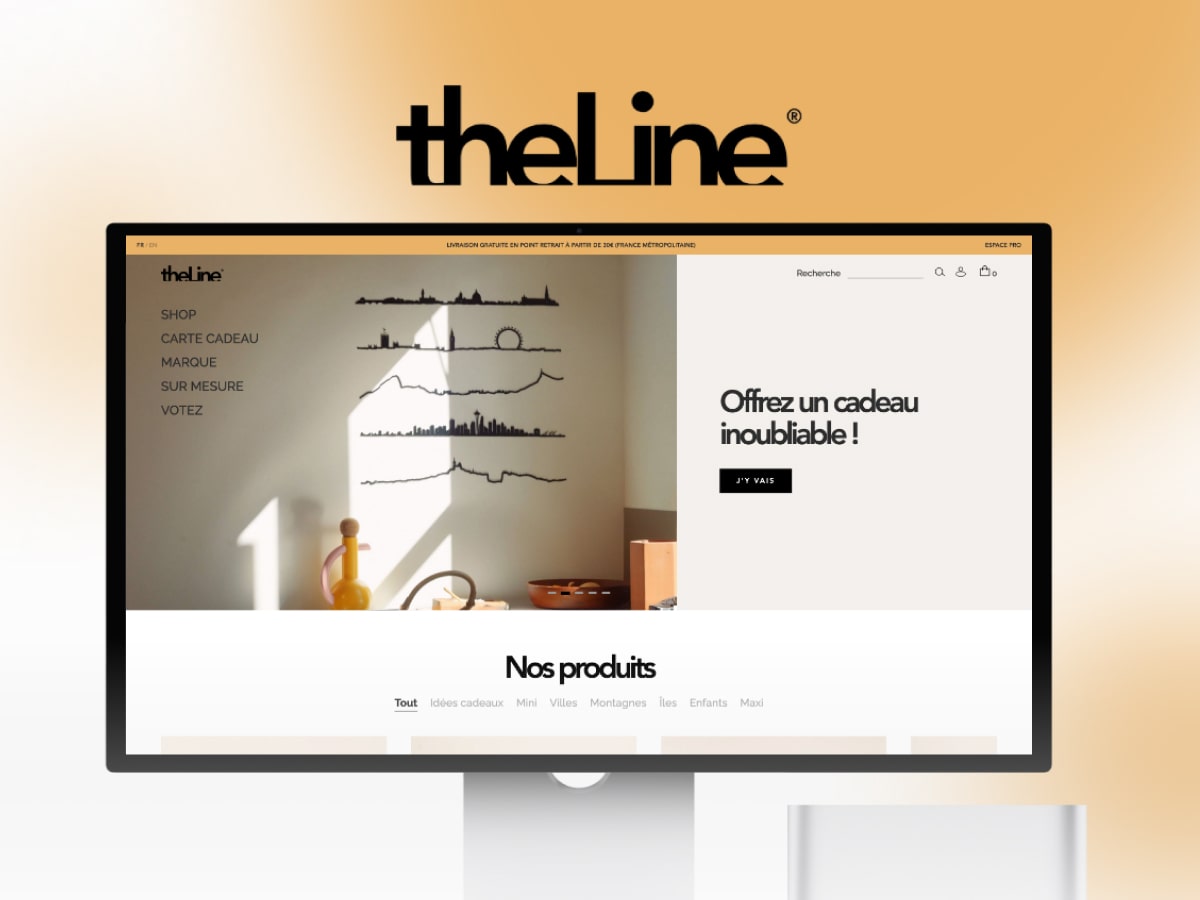 theLine®
FR / EN
LIVRAISON GRATUITE EN POINT RETRAIT À PARTIR DE 30€ (FRANCE MÉTROPOLITAINE)
ESPACE PRO
theLine®
Recherche
0
SHOP
CARTE CADEAU
MARQUE
SUR MESURE
VOTEZ
Offrez un cadeau
inoubliable !
J'Y VAIS
Nos produits
Tout Idées cadeaux Mini Villes Montagnes Îles Enfants Maxi